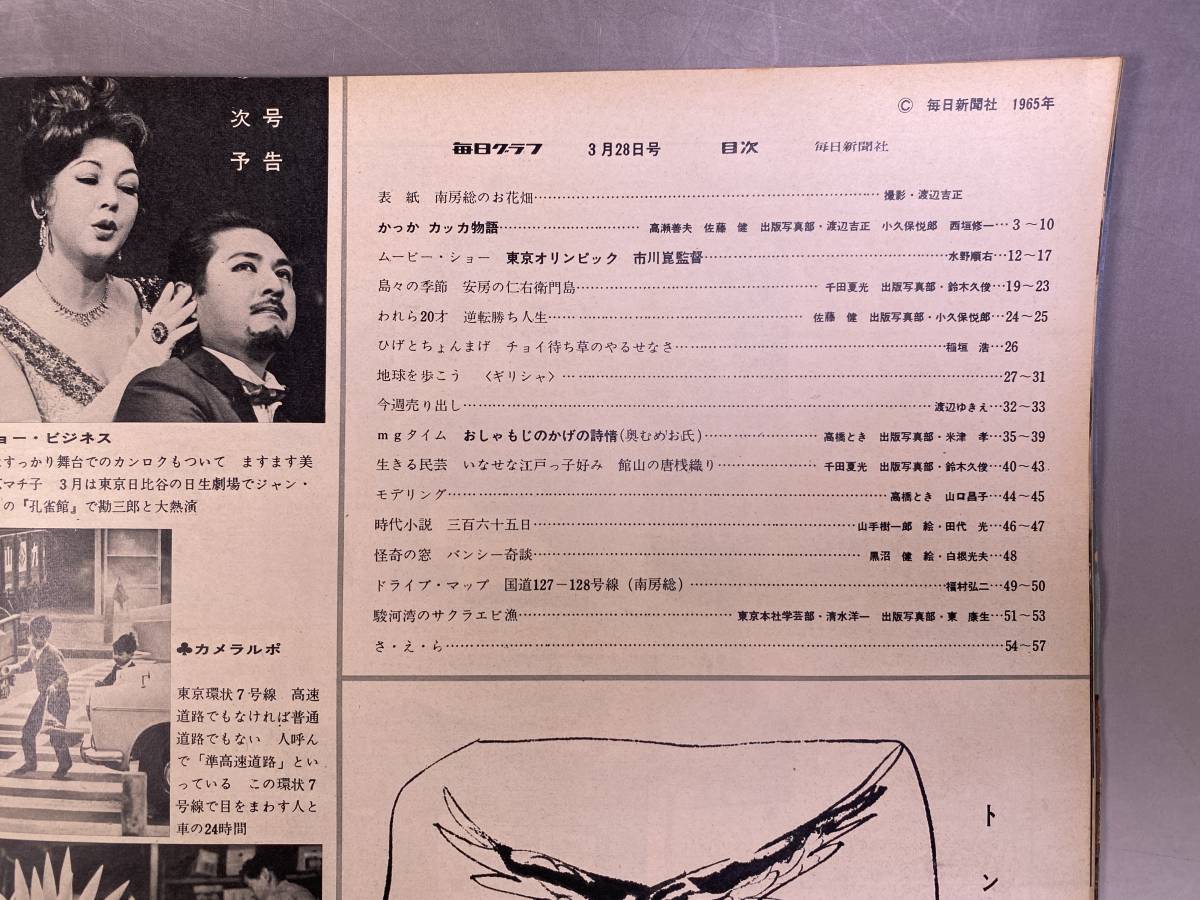 次号
予告
ョー・ビジネス
すっかり舞台でのカンロクもついて ますます美
マチ子 3月は東京日比谷の日生劇場でジャン・
の『孔雀館』で勘三郎と大熱演
♣カメラルポ
東京環状7号線 高速
道路でもなければ普通
道路でもない 人呼ん
で「準高速道路」とい
っている この環状7
号線で目をまわす人と
車の24時間
© 毎日新聞社 1965年
毎日グラフ 3月28日号 目次 毎日新聞社
表 紙 南房総のお花畑……撮影・渡辺吉正
かっか カッカ物語……高瀬善夫 佐藤 健 出版写真部・渡辺吉正 小久保悦郎 西垣修一…3〜10
ムービー・ショー 東京オリンピック 市川崑監督……水野順右…12〜17
島々の季節 安房の仁右衛門島……千田夏光 出版写真部・鈴木久俊…19〜23
われら20才 逆転勝ち人生……佐藤 健 出版写真部・小久保悦郎…24〜25
ひげとちょんまげ チョイ待ち草のやるせなさ……稲垣 浩…26
地球を歩こう 〈ギリシャ〉……27〜31
今週売り出し……渡辺ゆきえ…32〜33
mgタイム おしゃもじのかげの詩情(奥むめお氏)……高橋とき 出版写真部・米津 孝…35〜39
生きる民芸 いなせな江戸っ子好み 館山の唐桟織り……千田夏光 出版写真部・鈴木久俊…40〜43
モデリング……高橋とき 山口昌子…44〜45
時代小説 三百六十五日……山手樹一郎 絵・田代 光…46〜47
怪奇の窓 バンシー奇談……黒沼 健 絵・白根光夫…48
ドライブ・マップ 国道127−128号線(南房総)……福村弘二…49〜50
駿河湾のサクラエビ漁……東京本社学芸部・清水洋一 出版写真部・東 康生…51〜53
さ・え・ら……54〜57
トン